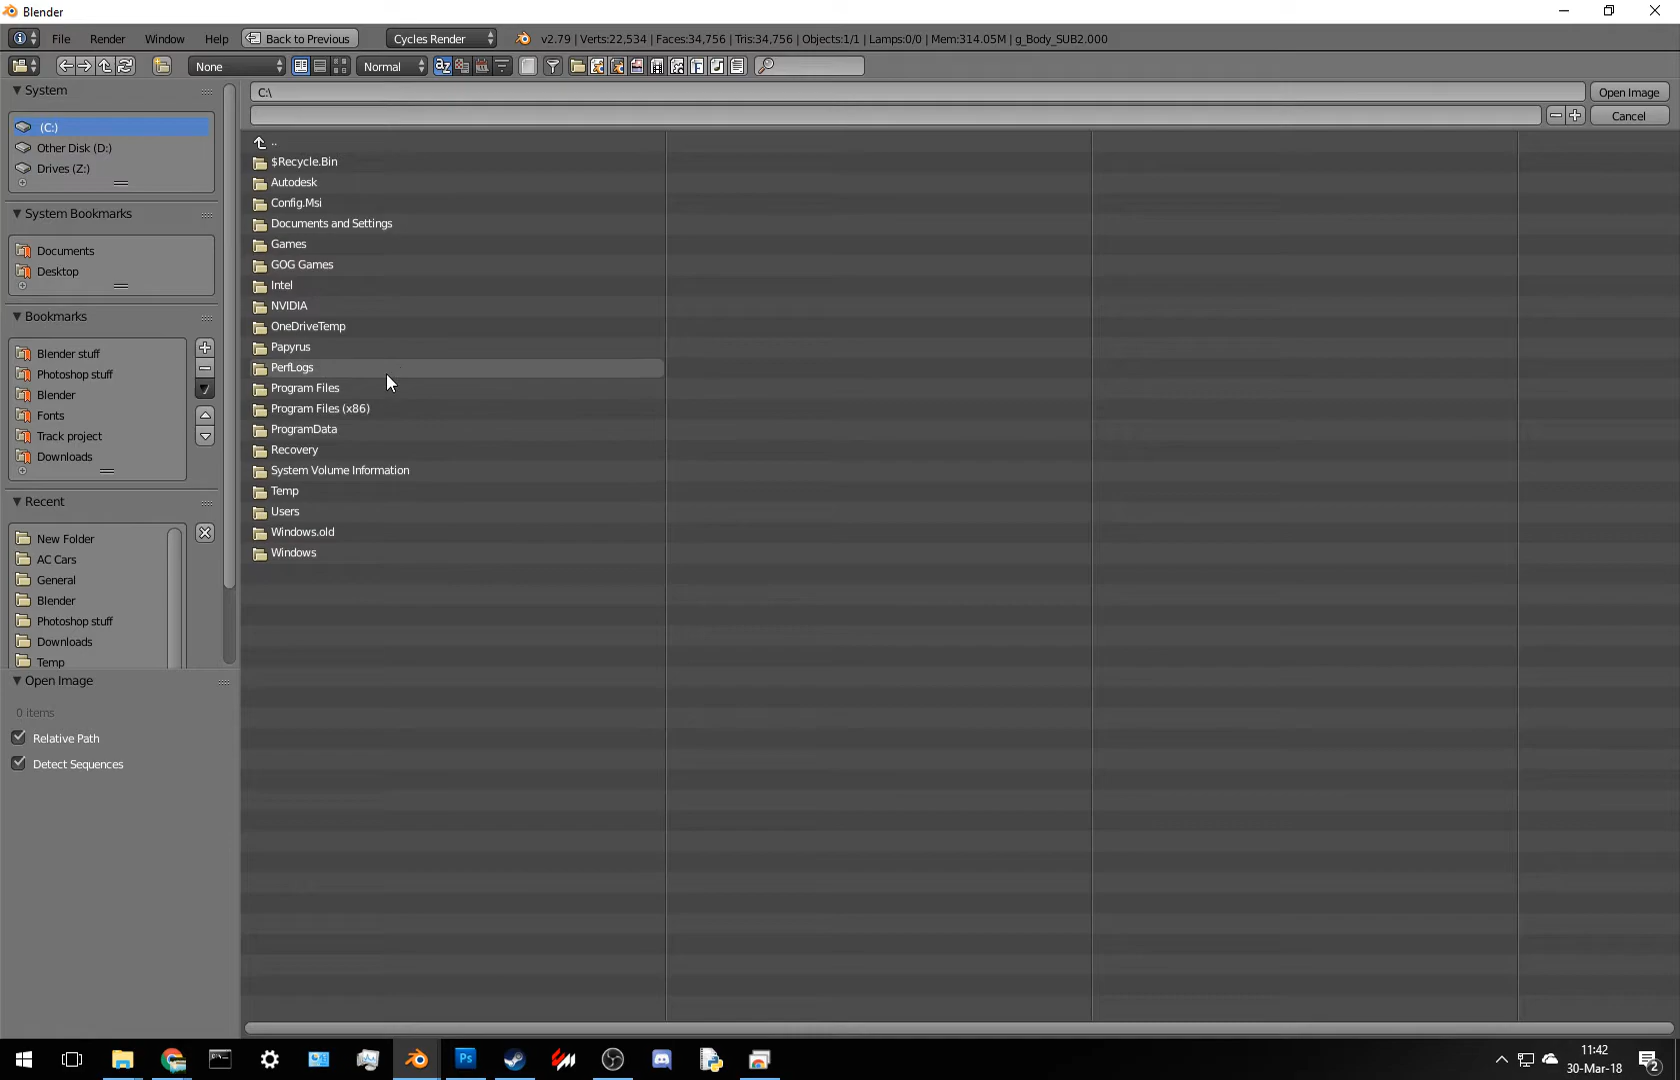 Blender
File Render Window Help Back to Previous Cycles Render v2.79 | Verts:22,534 | Faces:34,756 | Tris:34,756 | Objects:1/1 | Lamps:0/0 | Mem:314.05M | g_Body_SUB2.000
None Normal
System
(C:)
Other Disk (D:)
Drives (Z:)
System Bookmarks
Documents
Desktop
Bookmarks
Blender stuff
Photoshop stuff
Blender
Fonts
Track project
Downloads
Recent
New Folder
AC Cars
General
Blender
Photoshop stuff
Downloads
Temp
Open Image
0 items
Relative Path
Detect Sequences
C:\ Open Image
Cancel
..
$Recycle.Bin
Autodesk
Config.Msi
Documents and Settings
Games
GOG Games
Intel
NVIDIA
OneDriveTemp
Papyrus
PerfLogs
Program Files
Program Files (x86)
ProgramData
Recovery
System Volume Information
Temp
Users
Windows.old
Windows
Ps
11:42
30-Mar-18
2